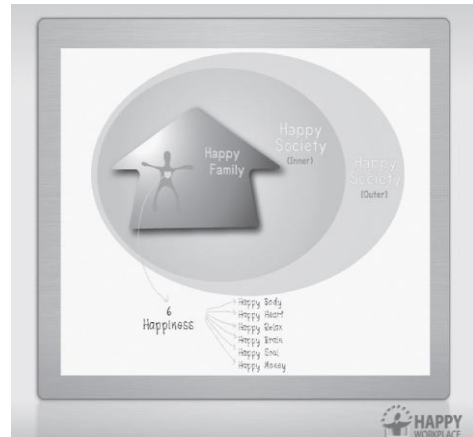 Happy
Family
Happy
Society
(Inner)
Happy
Society
(Outer)
6
Happiness
Happy Body
Happy Heart
Happy Relax
Happy Brain
Happy Soul
Happy Money
HAPPY
WORKPLACE